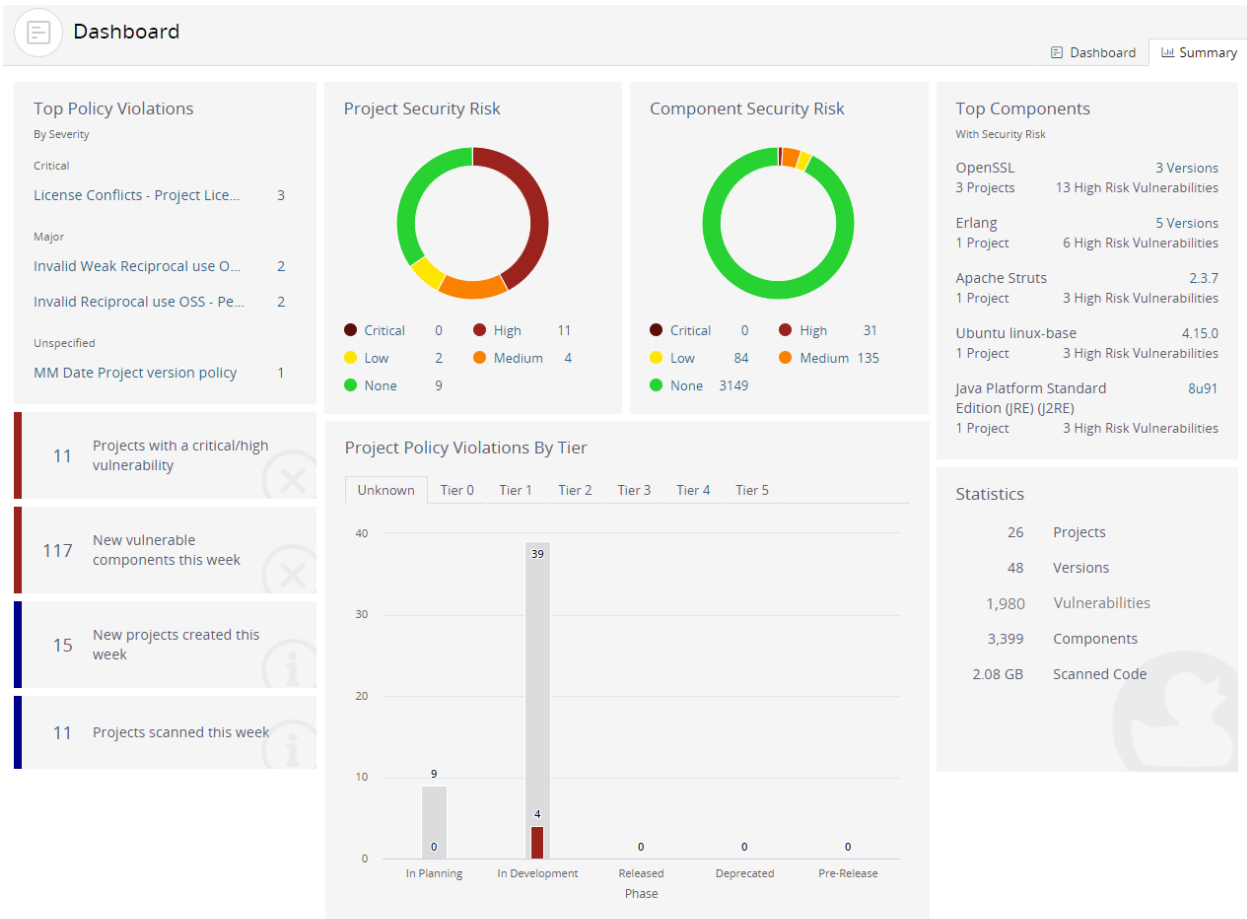 Dashboard
Dashboard
Summary
Top Policy Violations
By Severity
Critical
License Conflicts - Project Lice... 3
Major
Invalid Weak Reciprocal use O... 2
Invalid Reciprocal use OSS - Pe... 2
Unspecified
MM Date Project version policy 1
11 Projects with a critical/high
vulnerability
117 New vulnerable
components this week
15 New projects created this
week
11 Projects scanned this week
Project Security Risk
Critical 0 High 11
Low 2 Medium 4
None 9
Component Security Risk
Critical 0 High 31
Low 84 Medium 135
None 3149
Project Policy Violations By Tier
Unknown Tier 0 Tier 1 Tier 2 Tier 3 Tier 4 Tier 5
40
39
30
20
10
9
4
0 0 0 0 0
In Planning In Development Released Deprecated Pre-Release
Phase
Top Components
With Security Risk
OpenSSL 3 Versions
3 Projects 13 High Risk Vulnerabilities
Erlang 5 Versions
1 Project 6 High Risk Vulnerabilities
Apache Struts 2.3.7
1 Project 3 High Risk Vulnerabilities
Ubuntu linux-base 4.15.0
1 Project 3 High Risk Vulnerabilities
Java Platform Standard 8u91
Edition (JRE) (J2RE)
1 Project 3 High Risk Vulnerabilities
Statistics
26 Projects
48 Versions
1,980 Vulnerabilities
3,399 Components
2.08 GB Scanned Code